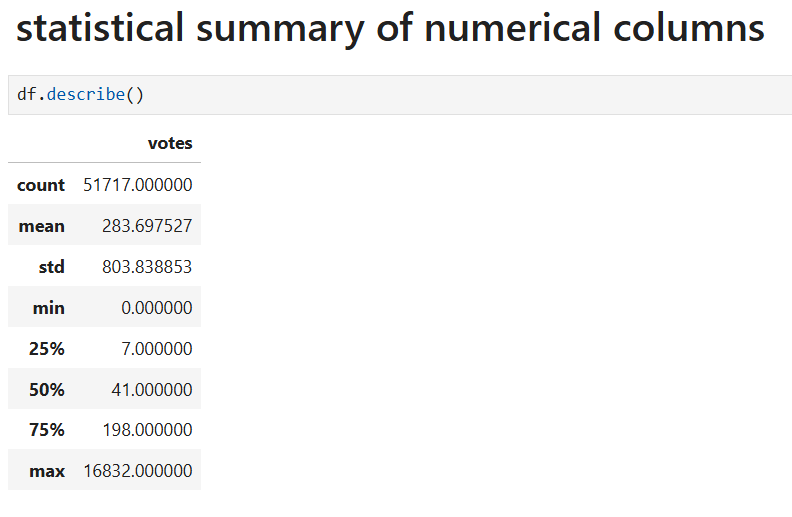 statistical summary of numerical columns
df.describe()
votes
count 51717.000000
mean 283.697527
std 803.838853
min 0.000000
25% 7.000000
50% 41.000000
75% 198.000000
max 16832.000000